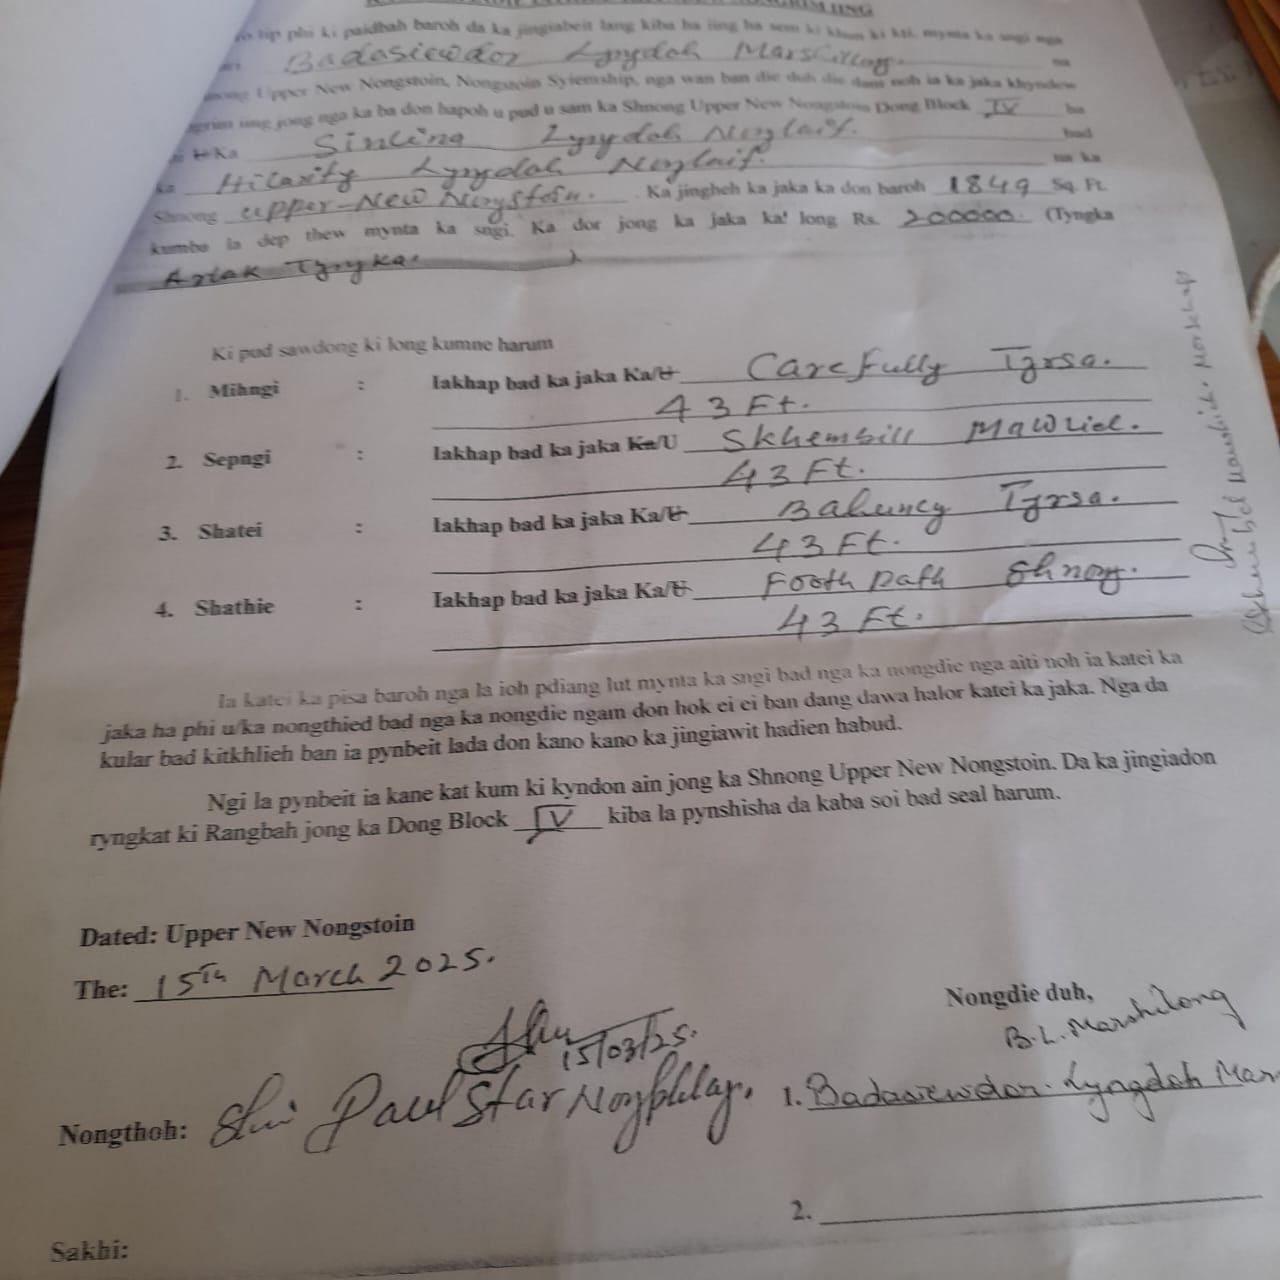 tip phi ki paidbah baroh da ka jingiabeit lang kiba ha iing ha sem ki khun ki kti, mynta ka sngi nga
Badasiewdor Lyngdoh Marshilong. na
Upper New Nongstoin, Nongstoin Syiemship, nga wan ban die duh die dam noh ia ka jaka khyndew
iing jong nga ka ba don hapoh u pud u sam ka Shnong Upper New Nongstoin Dong Block IV ha
Ka Sinlina Lyngdoh Nonglait. bad
ka Hilarity Lyngdoh Nonglait. na ka
Shnong upper-New Nongstoin. . Ka jingheh ka jaka ka don baroh 1849 Sq. Ft.
kumba la dep thew mynta ka sngi. Ka dor jong ka jaka ka long Rs. 200000. (Tyngka
Arlak Tyngka. )
Ki pud sawdong ki long kumne harum
1. Mihngi : Iakhap bad ka jaka Ka/U Carefully Tyrsa.
43 Ft.
2. Sepngi : Iakhap bad ka jaka Ka/U Skhembill Mawliel.
43 Ft.
3. Shatei : Iakhap bad ka jaka Ka/U Bahuncy Tyrsa.
43 Ft.
4. Shathie : Iakhap bad ka jaka Ka/U Footh path Shnong.
43 Ft.
Ia katei ka pisa baroh nga la ioh pdiang lut mynta ka sngi bad nga ka nongdie nga aiti noh ia katei ka
jaka ha phi u/ka nongthied bad nga ka nongdie ngam don hok ei ei ban dang dawa halor katei ka jaka. Nga da
kular bad kitkhlieh ban ia pynbeit lada don kano kano ka jingiawit hadien habud.
Ngi la pynbeit ia kane kat kum ki kyndon ain jong ka Shnong Upper New Nongstoin. Da ka jingiadon
ryngkat ki Rangbah jong ka Dong Block IV kiba la pynshisha da kaba soi bad seal harum.
Dated: Upper New Nongstoin
The: 15th March 2025.
Nongdie duh,
B.L. Marshilong
15/03/25.
Nongthoh: Shri Paul Star Nongphlay.
1. Badasiewdor Lyngdoh Mar
2.
Sakhi: